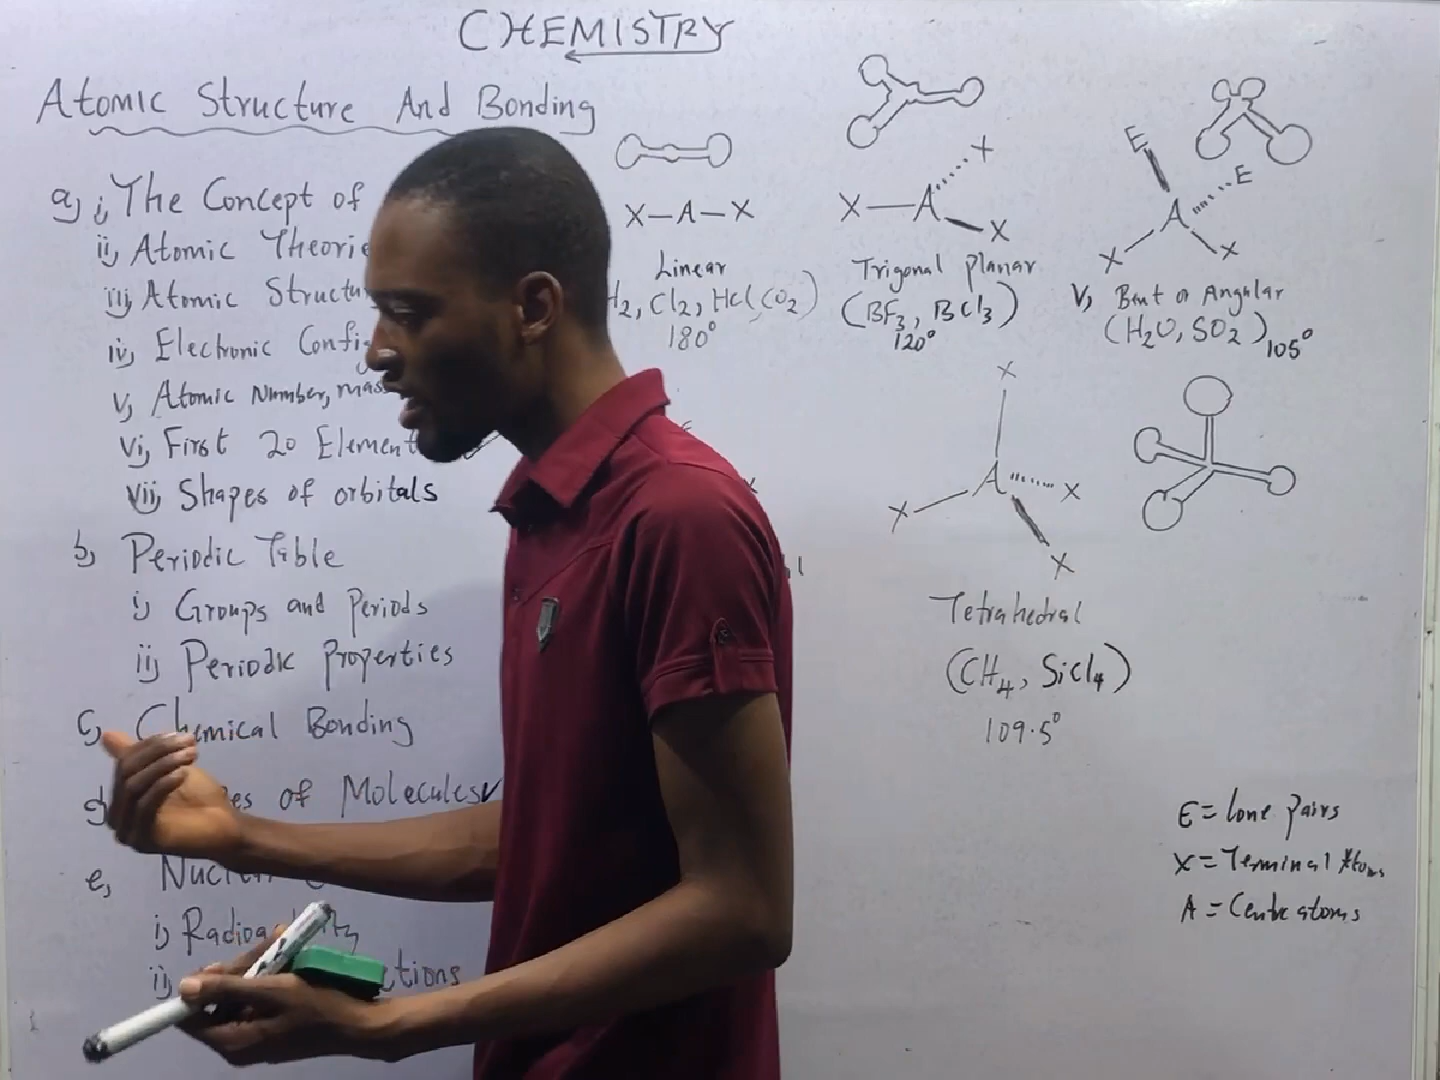 CHEMISTRY
Atomic Structure And Bonding
a, i, The Concept of
ii, Atomic Theorie
iii, Atomic Structu
iv, Electronic Config
v, Atomic Number, mas
vi, First 20 Element
vii, Shapes of orbitals
b, Periodic Table
i, Groups and Periods
ii, Periodic Properties
c, Chemical Bonding
d, es of Molecules
e,
i,
ii, ctions
X—A—X
Linear
H2, Cl2, HCl(CO2)
180°
X
X—A
X
Trigonal Planar
(BF3, BCl3)
120°
E
E
A
X X
v, Bent or Angular
(H2O, SO2) 105°
X
A X
X
X
Tetrahedral
(CH4, SiCl4)
109.5°
E = lone pairs
X = Terminal Atoms
A = Centre atoms